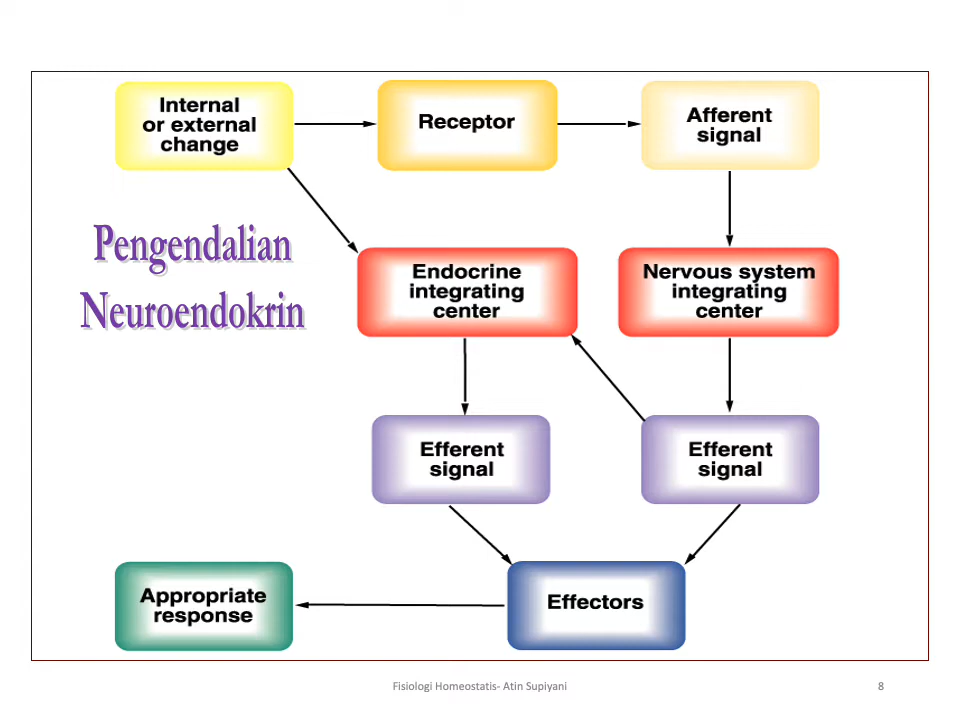 Internal
or external
change
Receptor
Afferent
signal
Pengendalian
Neuroendokrin
Endocrine
integrating
center
Nervous system
integrating
center
Efferent
signal
Efferent
signal
Appropriate
response
Effectors
Fisiologi Homeostatis- Atin Supiyani
8